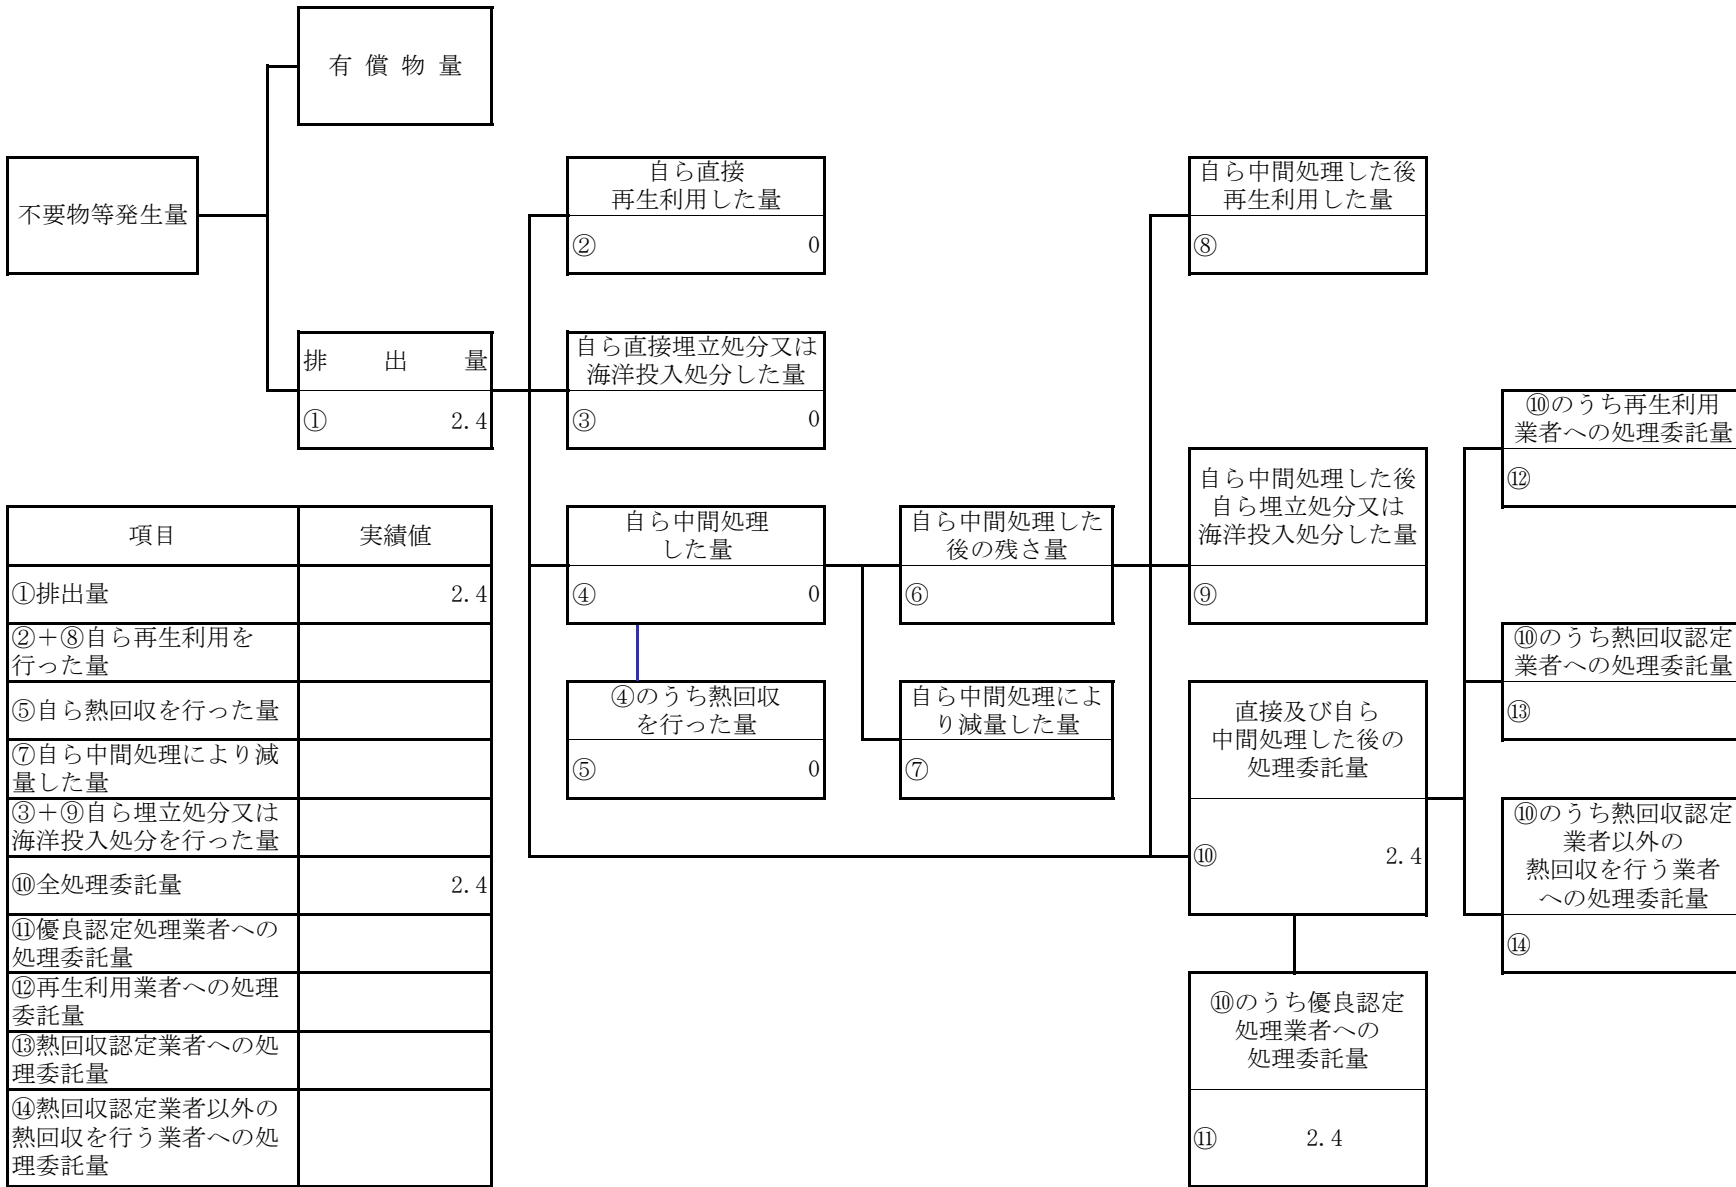 有 償 物 量
不要物等発生量
自ら直接
再生利用した量
② 0
自ら中間処理した後
再生利用した量
⑧
排 出 量
① 2.4
自ら直接埋立処分又は
海洋投入処分した量
③ 0
⑩のうち再生利用
業者への処理委託量
⑫
自ら中間処理した後
自ら埋立処分又は
海洋投入処分した量
⑨
自ら中間処理
した量
④ 0
自ら中間処理した
後の残さ量
⑥
⑩のうち熱回収認定
業者への処理委託量
⑬
④のうち熱回収
を行った量
⑤ 0
自ら中間処理によ
り減量した量
⑦
直接及び自ら
中間処理した後の
処理委託量
⑩ 2.4
⑩のうち熱回収認定
業者以外の
熱回収を行う業者
への処理委託量
⑭
⑩のうち優良認定
処理業者への
処理委託量
⑪ 2.4
項目 実績値
①排出量 2.4
②＋⑧自ら再生利用を
行った量
⑤自ら熱回収を行った量
⑦自ら中間処理により減
量した量
③＋⑨自ら埋立処分又は
海洋投入処分を行った量
⑩全処理委託量 2.4
⑪優良認定処理業者への
処理委託量
⑫再生利用業者への処理
委託量
⑬熱回収認定業者への処
理委託量
⑭熱回収認定業者以外の
熱回収を行う業者への処
理委託量